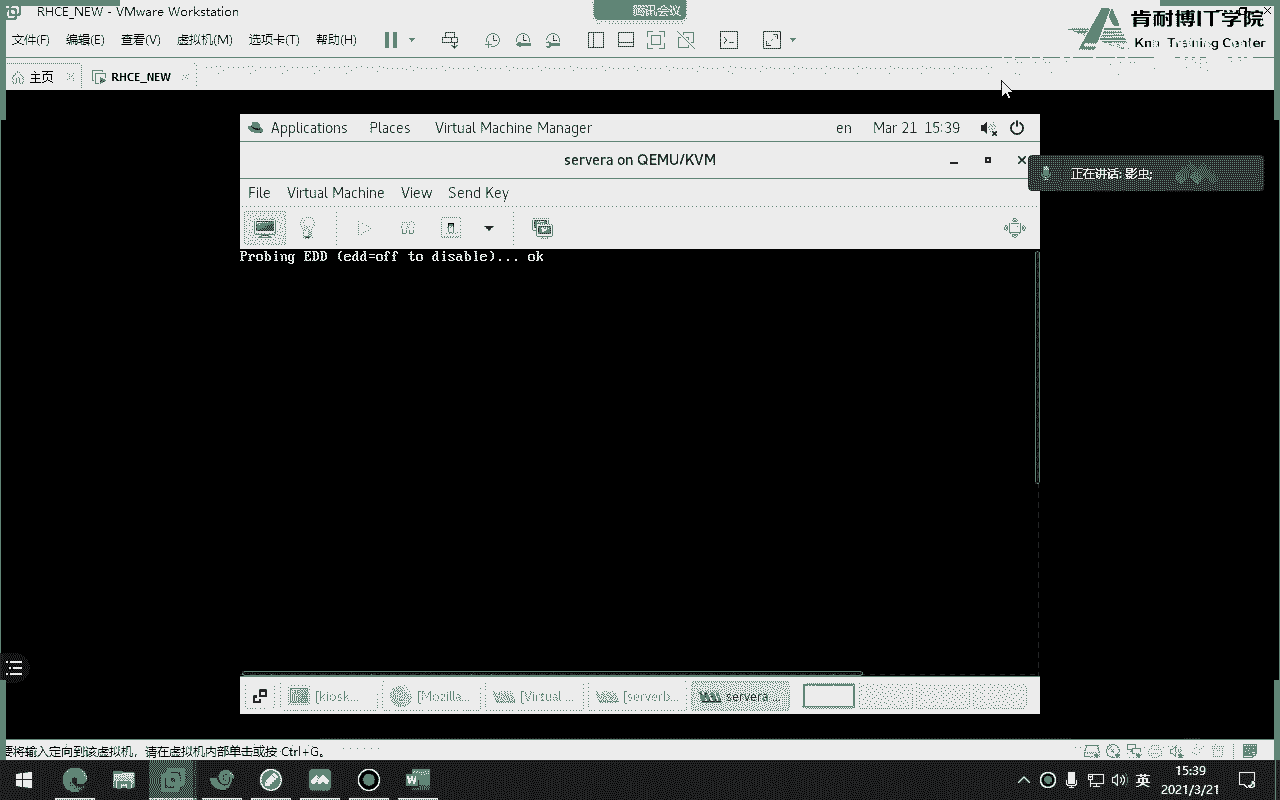 RHCE_NEW - VMware Workstation
腾讯会议
肯耐博IT学院
Training Center
文件(F) 编辑(E) 查看(V) 虚拟机(M) 选项卡(T) 帮助(H)
主页 RHCE_NEW
Applications Places Virtual Machine Manager en Mar 21 15:39
servera on QEMU/KVM
正在讲话: 影虫;
File Virtual Machine View Send Key
Probing EDD (edd=off to disable)... ok
[kiosk... [Mozilla... [Virtual ... [serverb... servera ...
要将输入定向到该虚拟机，请在虚拟机内部单击或按 Ctrl+G。
英
15:39
2021/3/21